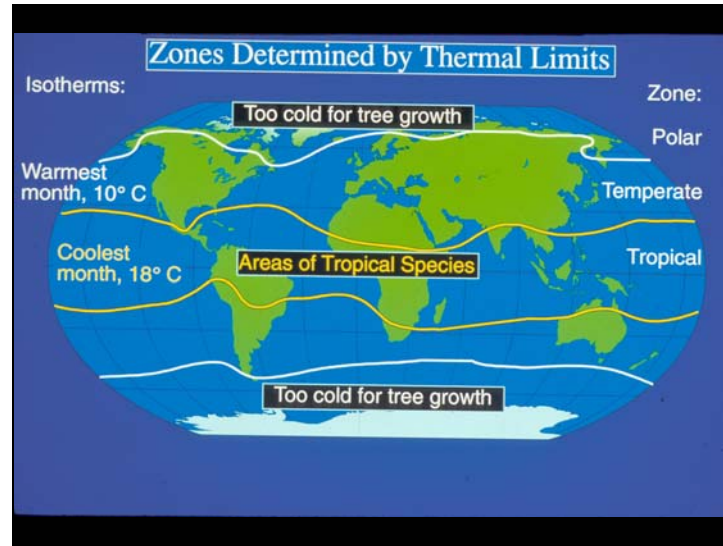 Zones Determined by Thermal Limits
Isotherms:
Zone:
Too cold for tree growth
Polar
Warmest
month, 10° C
Temperate
Coolest
month, 18° C
Areas of Tropical Species
Tropical
Too cold for tree growth